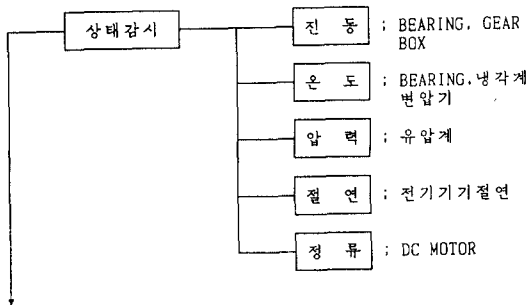 상태감시
진 동 ; BEARING, GEAR
BOX
온 도 ; BEARING.냉각계
변압기
압 력 ; 유압계
절 연 ; 전기기기절연
정 류 ; DC MOTOR